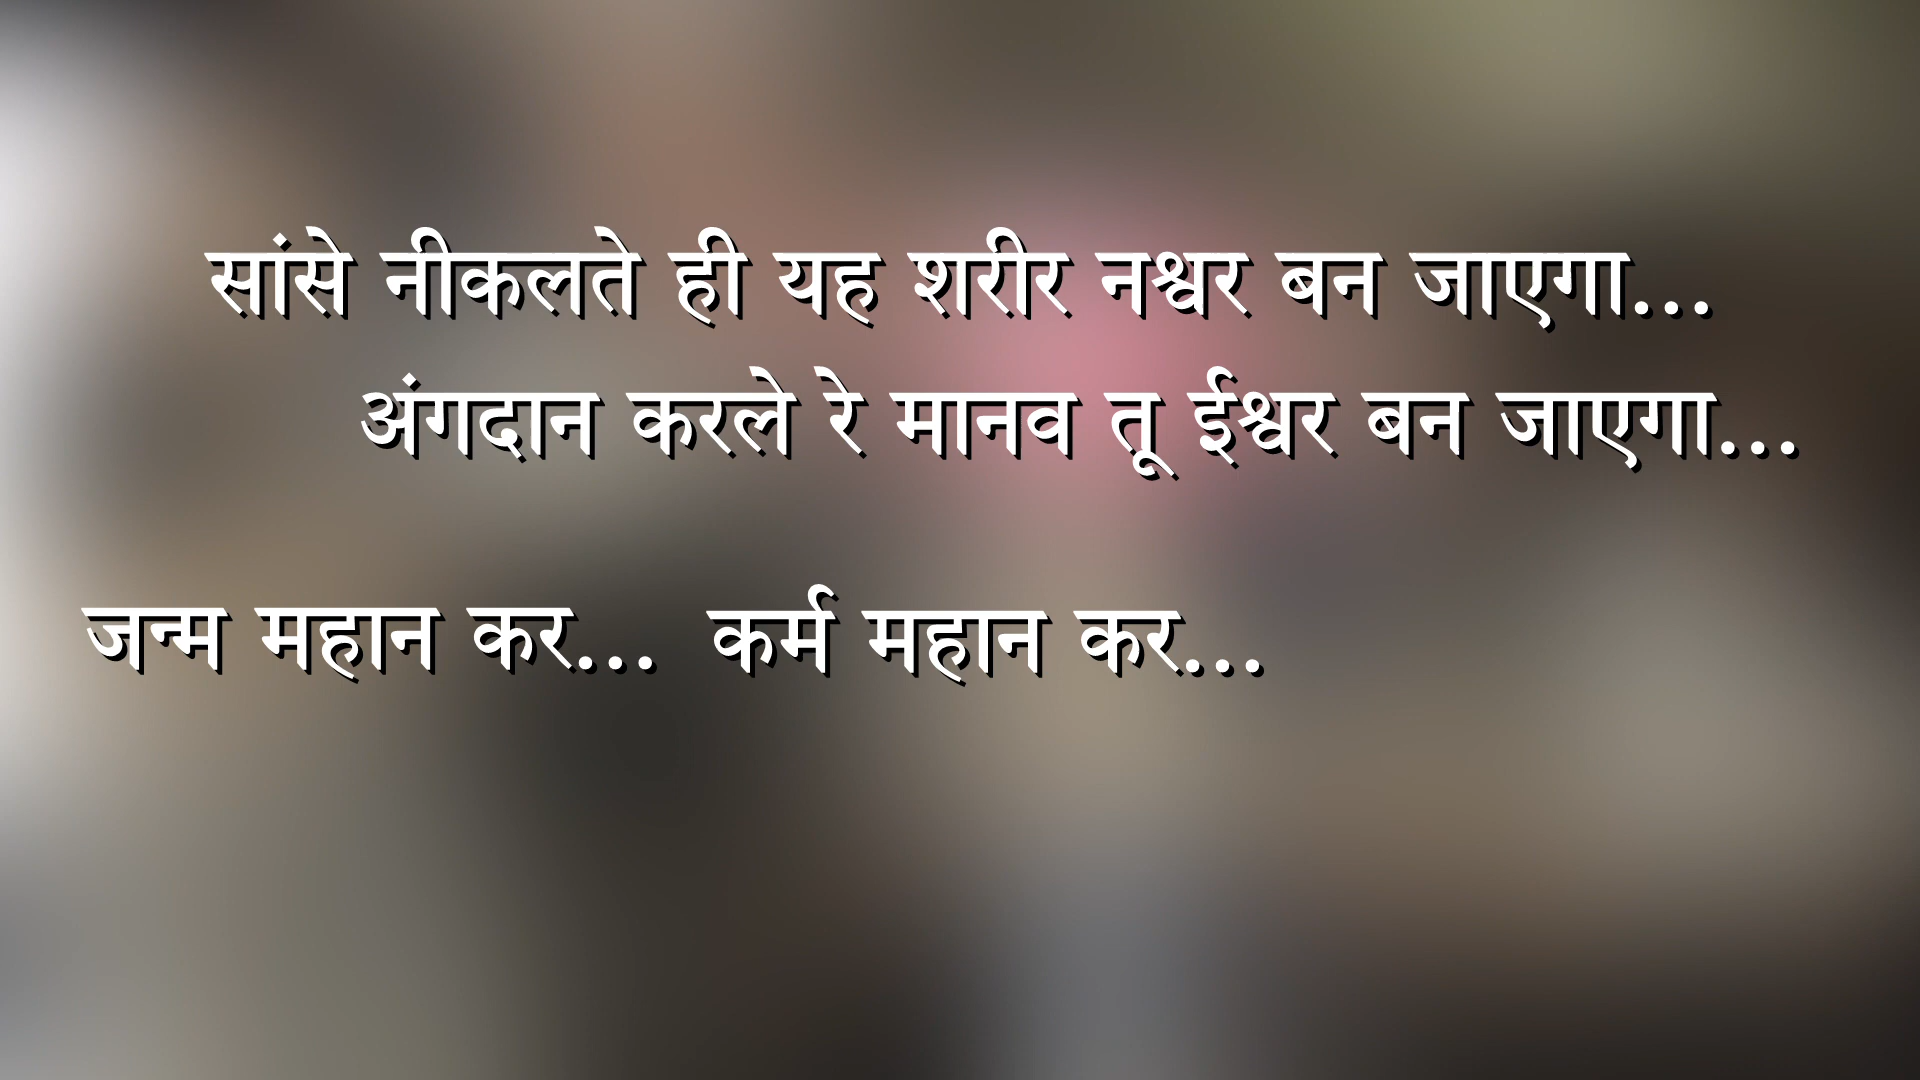 सांसे नीकलते ही यह शरीर नश्वर बन जाएगा...
अंगदान करले रे मानव तू ईश्वर बन जाएगा...
जन्म महान कर... कर्म महान कर...